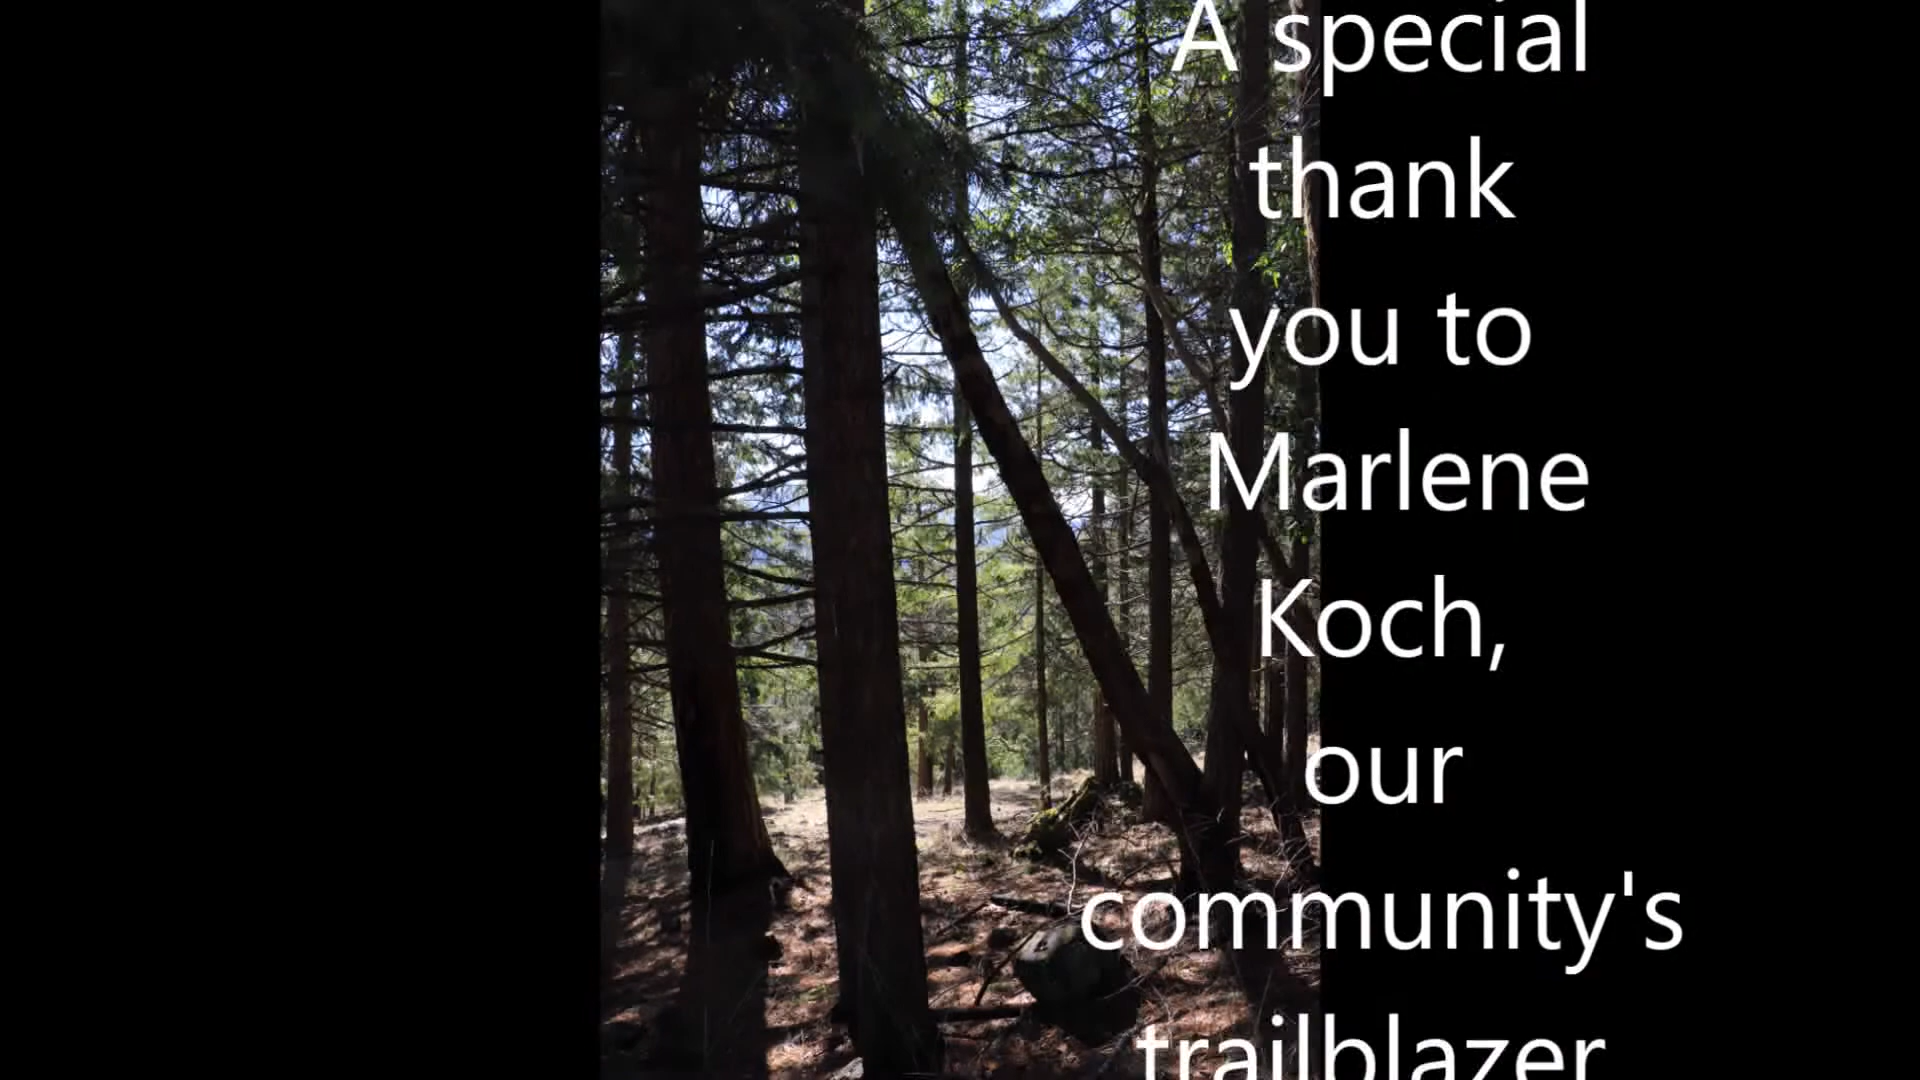 A special
thank
you to
Marlene
Koch,
our
community's
trailblazer